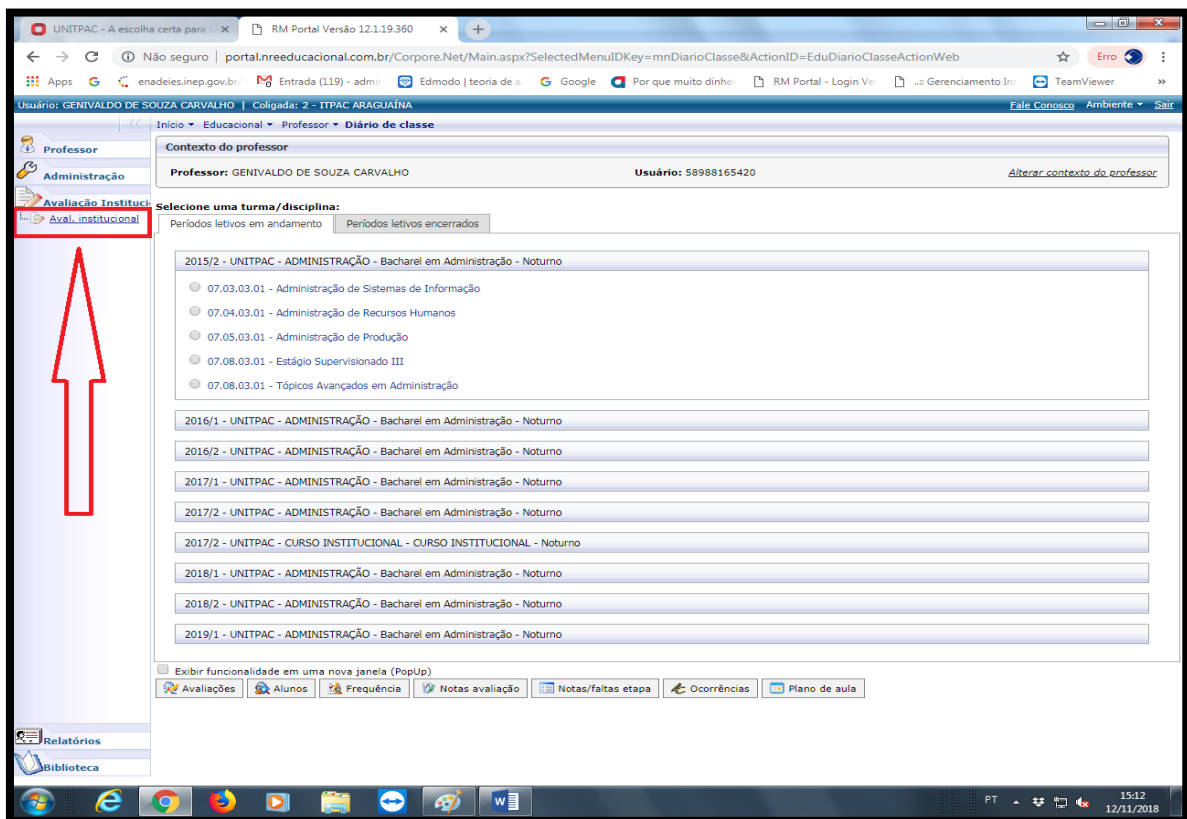 UNITPAC - A escolha certa para
RM Portal Versão 12.1.19.360
Não seguro | portal.nreeducacional.com.br/Corpore.Net/Main.aspx?SelectedMenuIDKey=mnDiarioClasse&ActionID=EduDiarioClasseActionWeb
Erro
Apps
enadeies.inep.gov.br/
Entrada (119) - admi
Edmodo | teoria de a
Google
Por que muito dinhe
RM Portal - Login Ve
..:: Gerenciamento In
TeamViewer
»
Usuário: GENIVALDO DE SOUZA CARVALHO | Coligada: 2 - ITPAC ARAGUAÍNA
Fale Conosco Ambiente Sair
Início Educacional Professor Diário de classe
Professor
Administração
Avaliação Instituci
Aval. institucional
Relatórios
Biblioteca
Contexto do professor
Professor: GENIVALDO DE SOUZA CARVALHO
Usuário: 58988165420
Alterar contexto do professor
Selecione uma turma/disciplina:
Períodos letivos em andamento
Períodos letivos encerrados
2015/2 - UNITPAC - ADMINISTRAÇÃO - Bacharel em Administração - Noturno
07.03.03.01 - Administração de Sistemas de Informação
07.04.03.01 - Administração de Recursos Humanos
07.05.03.01 - Administração de Produção
07.08.03.01 - Estágio Supervisionado III
07.08.03.01 - Tópicos Avançados em Administração
2016/1 - UNITPAC - ADMINISTRAÇÃO - Bacharel em Administração - Noturno
2016/2 - UNITPAC - ADMINISTRAÇÃO - Bacharel em Administração - Noturno
2017/1 - UNITPAC - ADMINISTRAÇÃO - Bacharel em Administração - Noturno
2017/2 - UNITPAC - ADMINISTRAÇÃO - Bacharel em Administração - Noturno
2017/2 - UNITPAC - CURSO INSTITUCIONAL - CURSO INSTITUCIONAL - Noturno
2018/1 - UNITPAC - ADMINISTRAÇÃO - Bacharel em Administração - Noturno
2018/2 - UNITPAC - ADMINISTRAÇÃO - Bacharel em Administração - Noturno
2019/1 - UNITPAC - ADMINISTRAÇÃO - Bacharel em Administração - Noturno
Exibir funcionalidade em uma nova janela (PopUp)
Avaliações
Alunos
Frequência
Notas avaliação
Notas/faltas etapa
Ocorrências
Plano de aula
PT
15:12
12/11/2018